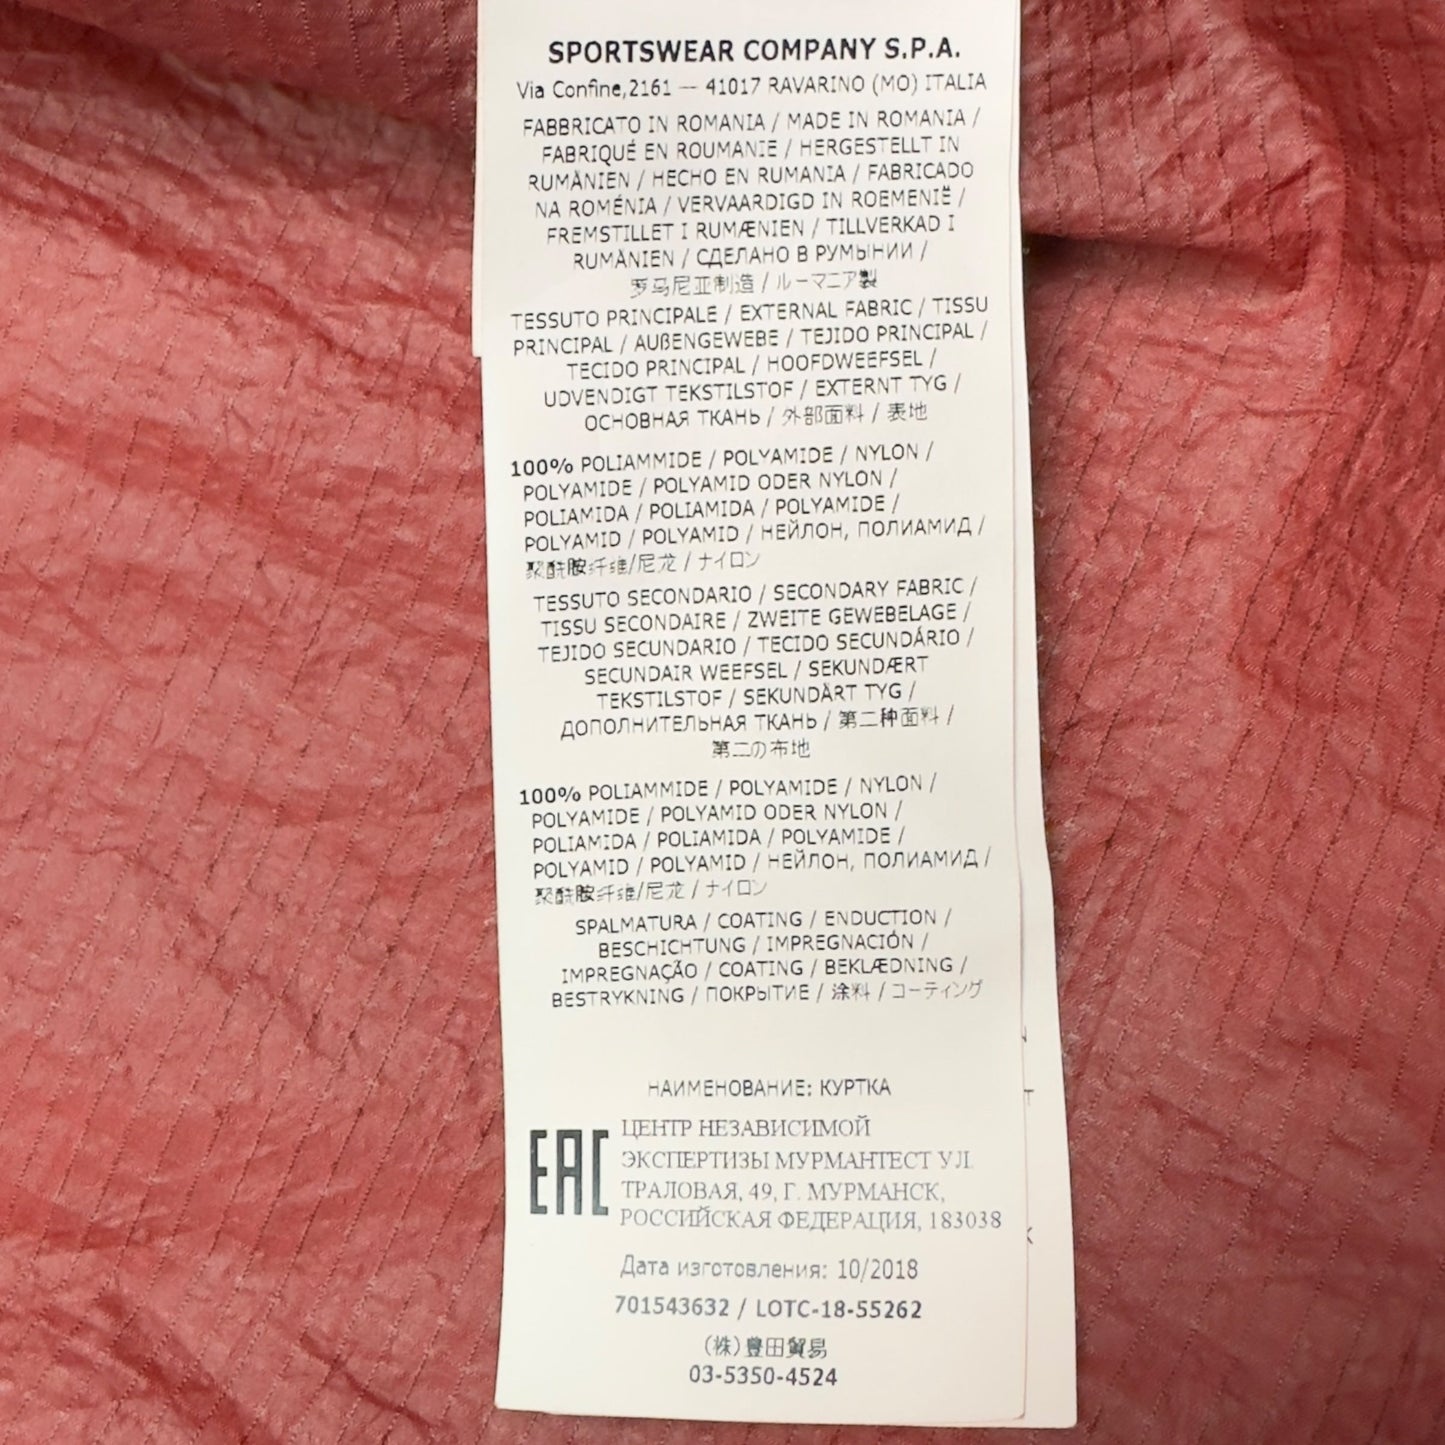 SPORTSWEAR COMPANY S.P.A.
Via Confine,2161 — 41017 RAVARINO (MO) ITALIA
FABBRICATO IN ROMANIA / MADE IN ROMANIA /
FABRIQUÉ EN ROUMANIE / HERGESTELLT IN
RUMÄNIEN / HECHO EN RUMANIA / FABRICADO
NA ROMÉNIA / VERVAARDIGD IN ROEMENIË /
FREMSTILLET I RUMÆNIEN / TILLVERKAD I
RUMÄNIEN / СДЕЛАНО В РУМЫНИИ /
罗马尼亚制造 / ルーマニア製
TESSUTO PRINCIPALE / EXTERNAL FABRIC / TISSU
PRINCIPAL / AUßENGEWEBE / TEJIDO PRINCIPAL /
TECIDO PRINCIPAL / HOOFDWEEFSEL /
UDVENDIGT TEKSTILSTOF / EXTERNT TYG /
ОСНОВНАЯ ТКАНЬ / 外部面料 / 表地
100% POLIAMMIDE / POLYAMIDE / NYLON /
POLYAMIDE / POLYAMID ODER NYLON /
POLIAMIDA / POLIAMIDA / POLYAMIDE /
POLYAMID / POLYAMID / НЕЙЛОН, ПОЛИАМИД /
聚酰胺纤维/尼龙 / ナイロン
TESSUTO SECONDARIO / SECONDARY FABRIC /
TISSU SECONDAIRE / ZWEITE GEWEBELAGE /
TEJIDO SECUNDARIO / TECIDO SECUNDÁRIO /
SECUNDAIR WEEFSEL / SEKUNDÆRT
TEKSTILSTOF / SEKUNDÄRT TYG /
ДОПОЛНИТЕЛЬНАЯ ТКАНЬ / 第二种面料 /
第二の布地
100% POLIAMMIDE / POLYAMIDE / NYLON /
POLYAMIDE / POLYAMID ODER NYLON /
POLIAMIDA / POLIAMIDA / POLYAMIDE /
POLYAMID / POLYAMID / НЕЙЛОН, ПОЛИАМИД /
聚酰胺纤维/尼龙 / ナイロン
SPALMATURA / COATING / ENDUCTION /
BESCHICHTUNG / IMPREGNACIÓN /
IMPREGNAÇÃO / COATING / BEKLÆDNING /
BESTRYKNING / ПОКРЫТИЕ / 涂料 / コーティング
НАИМЕНОВАНИЕ: КУРТКА
EAC
ЦЕНТР НЕЗАВИСИМОЙ
ЭКСПЕРТИЗЫ МУРМАНТЕСТ УЛ.
ТРАЛОВАЯ, 49, Г. МУРМАНСК,
РОССИЙСКАЯ ФЕДЕРАЦИЯ, 183038
Дата изготовления: 10/2018
701543632 / LOTC-18-55262
(株)豊田貿易
03-5350-4524